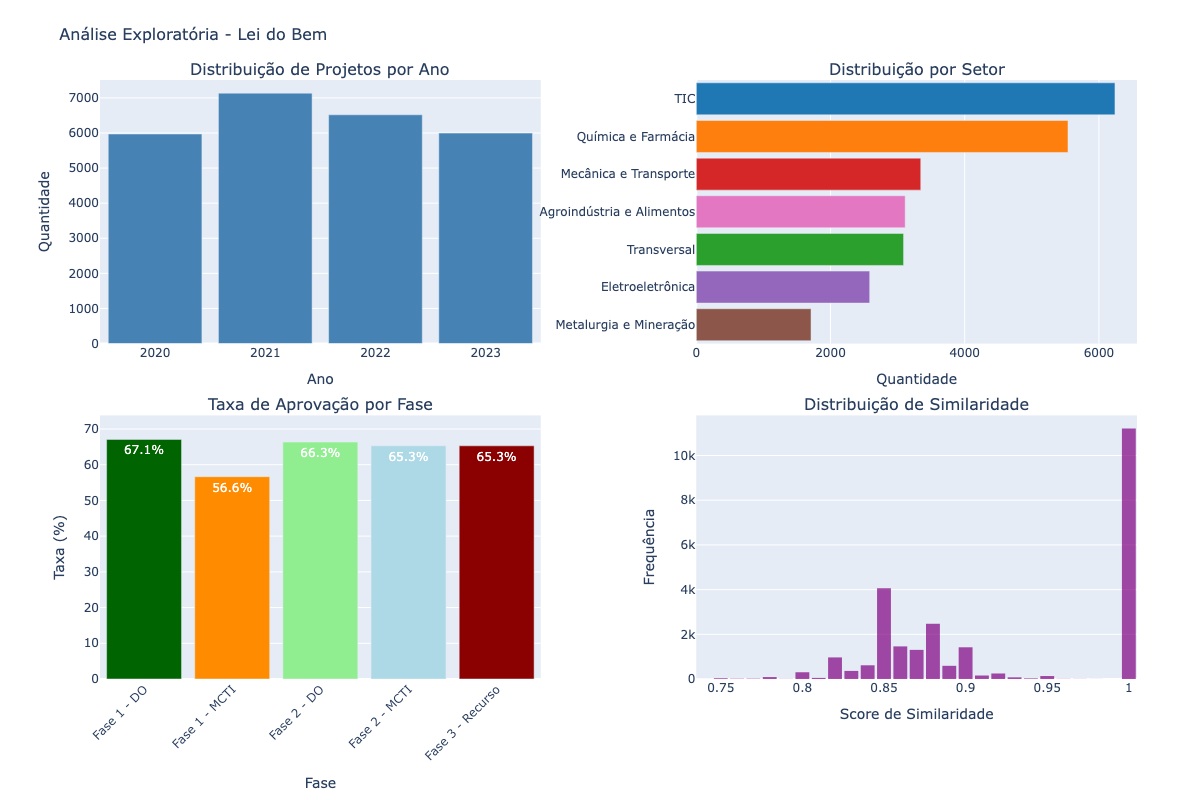 Análise Exploratória - Lei do Bem
Distribuição de Projetos por Ano
Quantidade
7000
6000
5000
4000
3000
2000
1000
0
2020
2021
2022
2023
Ano
Distribuição por Setor
TIC
Química e Farmácia
Mecânica e Transporte
Agroindústria e Alimentos
Transversal
Eletroeletrônica
Metalurgia e Mineração
0
2000
4000
6000
Quantidade
Taxa de Aprovação por Fase
Taxa (%)
70
60
50
40
30
20
10
0
67.1%
56.6%
66.3%
65.3%
65.3%
Fase 1 - DO
Fase 1 - MCTI
Fase 2 - DO
Fase 2 - MCTI
Fase 3 - Recurso
Fase
Distribuição de Similaridade
Frequência
10k
8k
6k
4k
2k
0
0.75
0.8
0.85
0.9
0.95
1
Score de Similaridade